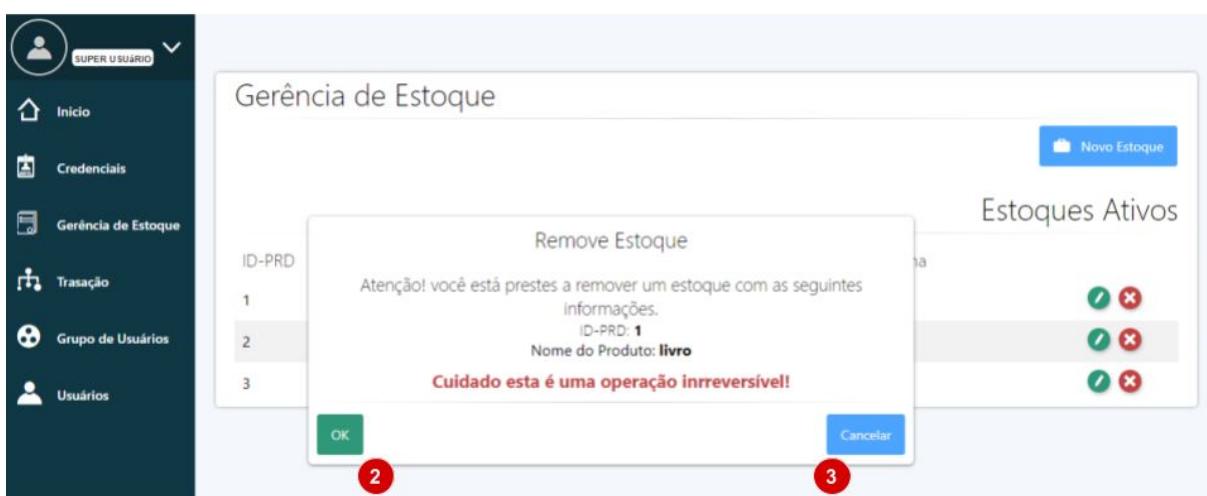 SUPER USUáRIO
Inicio
Credenciais
Gerência de Estoque
Trasação
Grupo de Usuários
Usuários
Gerência de Estoque
Novo Estoque
Estoques Ativos
ID-PRD
1
2
3
Remove Estoque
Atenção! você está prestes a remover um estoque com as seguintes
informações.
ID-PRD: 1
Nome do Produto: livro
Cuidado esta é uma operação inrreversível!
OK
Cancelar
2
3